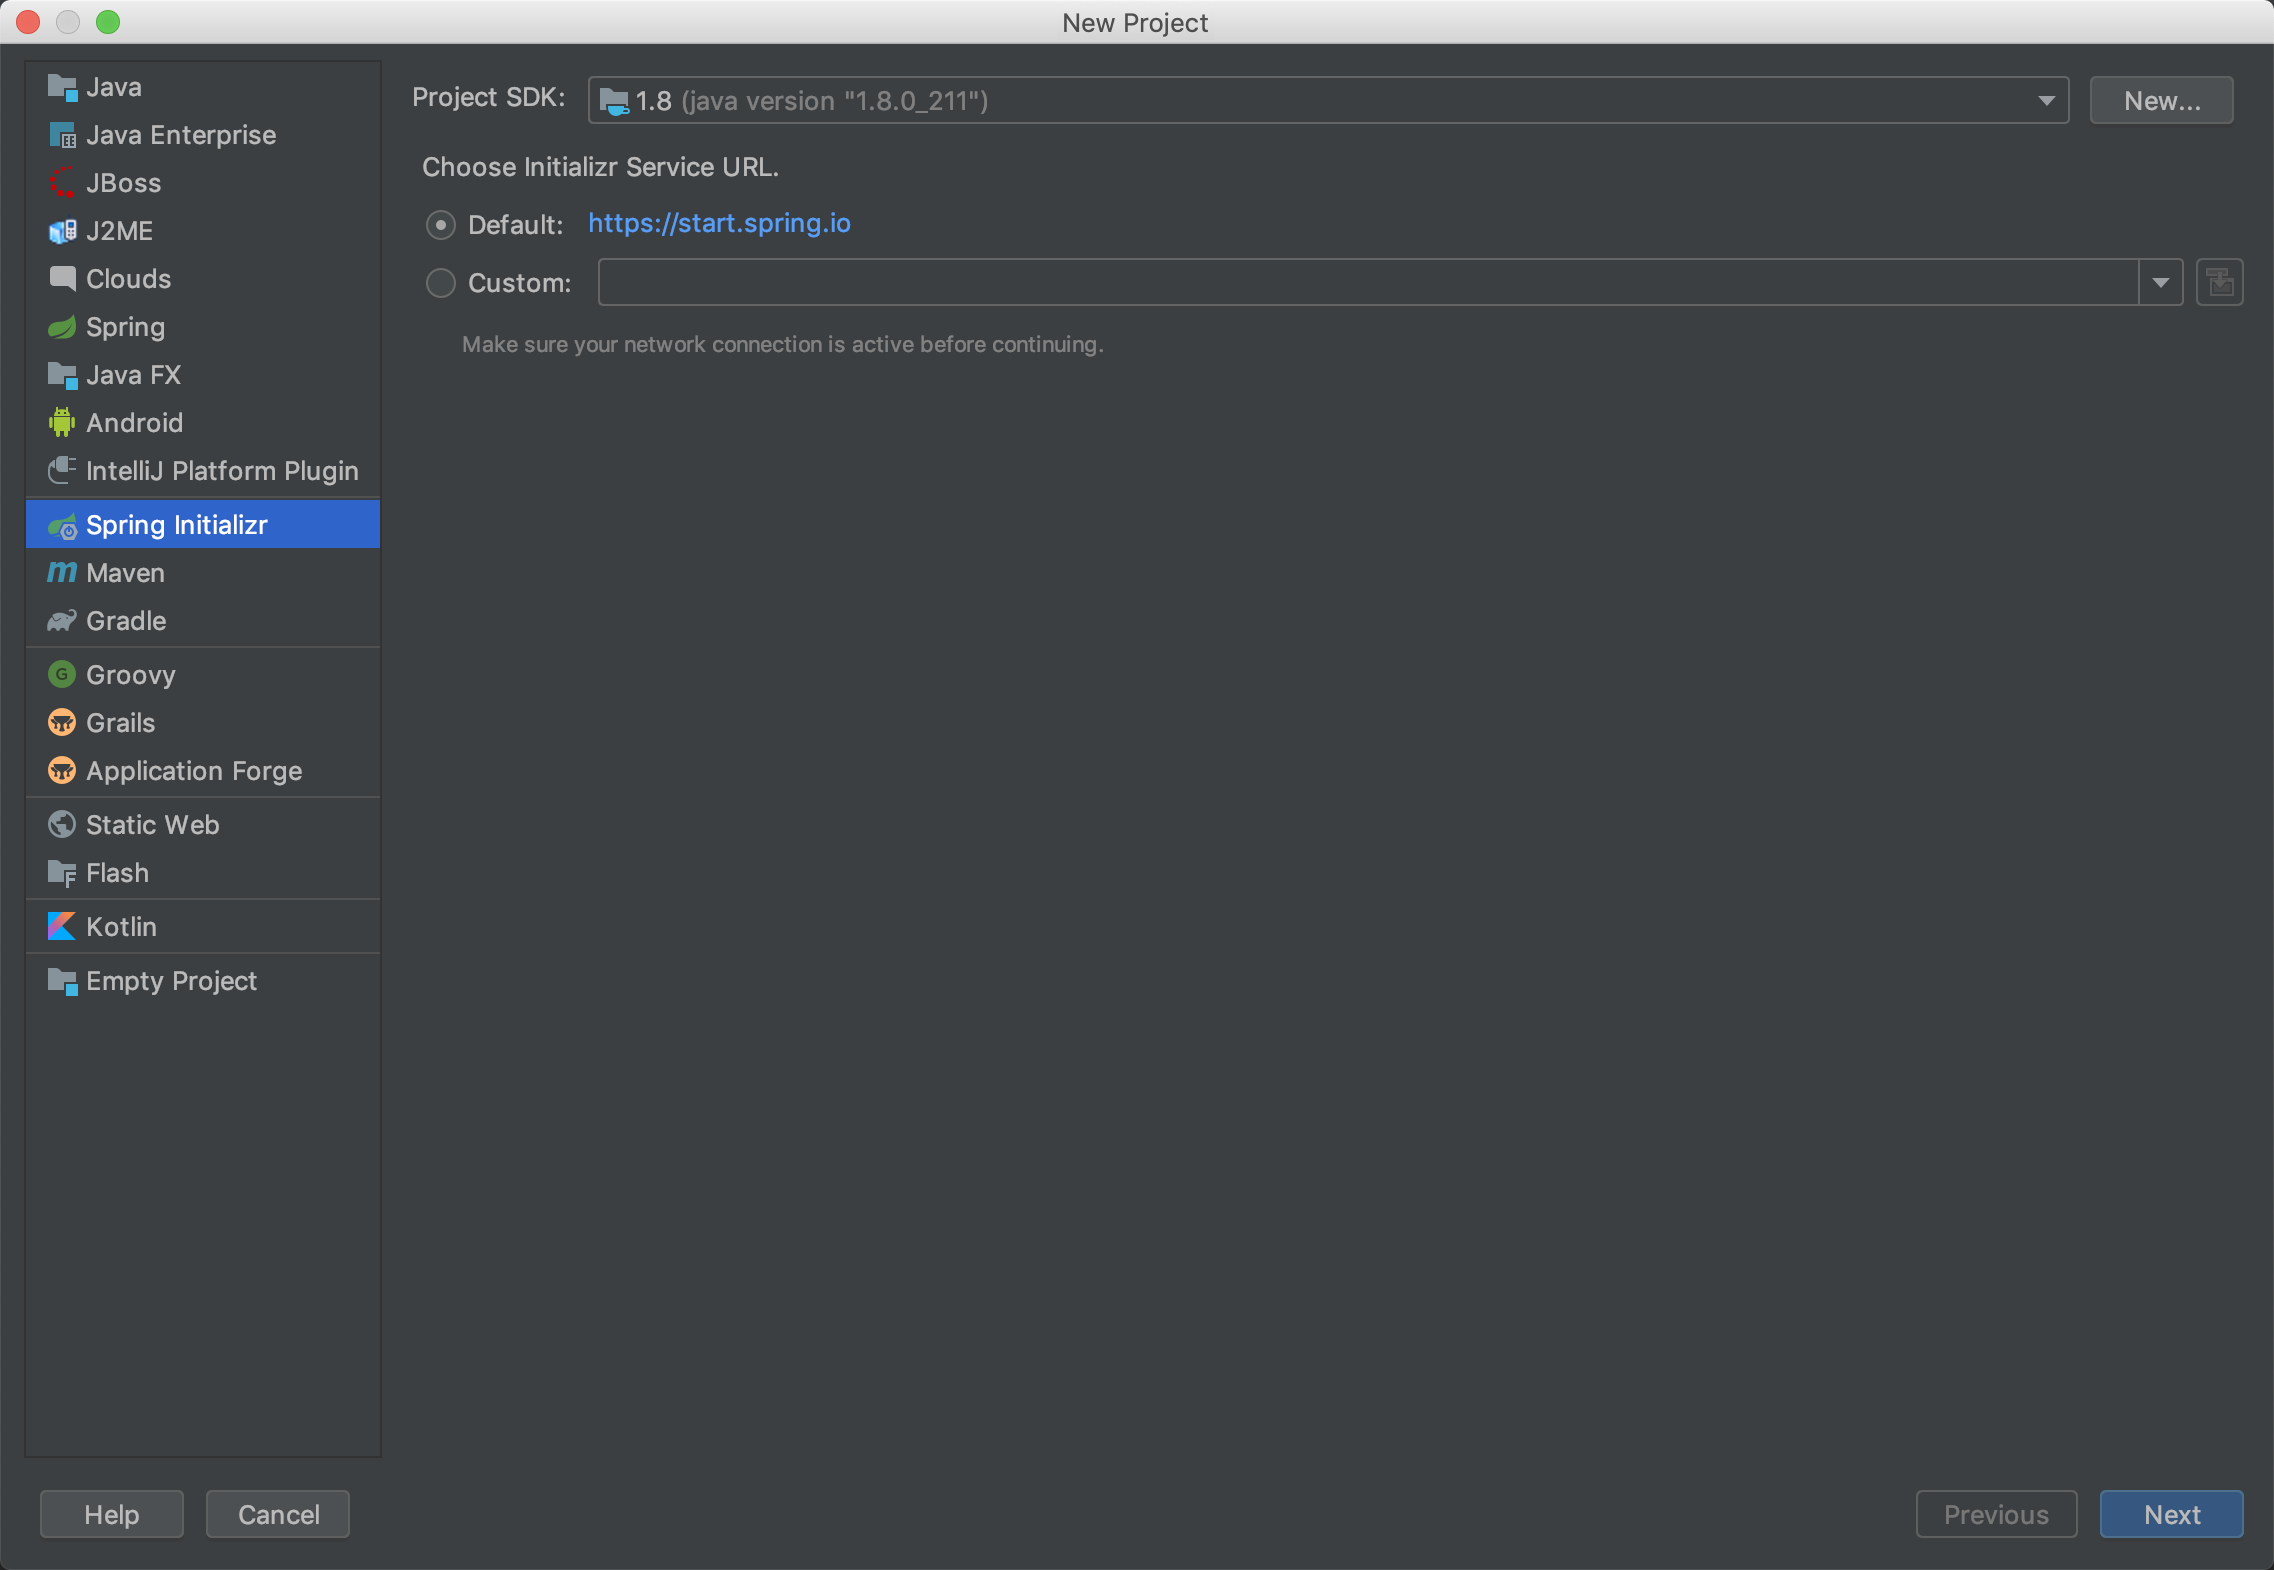 New Project
Java
Java Enterprise
JBoss
J2ME
Clouds
Spring
Java FX
Android
IntelliJ Platform Plugin
Spring Initializr
Maven
Gradle
Groovy
Grails
Application Forge
Static Web
Flash
Kotlin
Empty Project
Project SDK: 1.8 (java version "1.8.0_211") New...
Choose Initializr Service URL.
Default: https://start.spring.io
Custom:
Make sure your network connection is active before continuing.
Help Cancel Previous Next